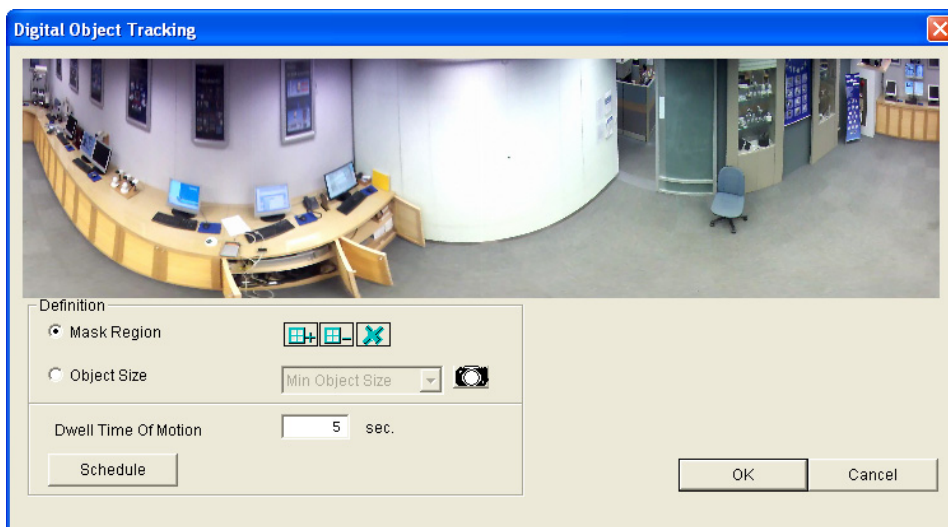 Digital Object Tracking
Definition
Mask Region
Object Size
Min Object Size
Dwell Time Of Motion
5 sec.
Schedule
OK
Cancel